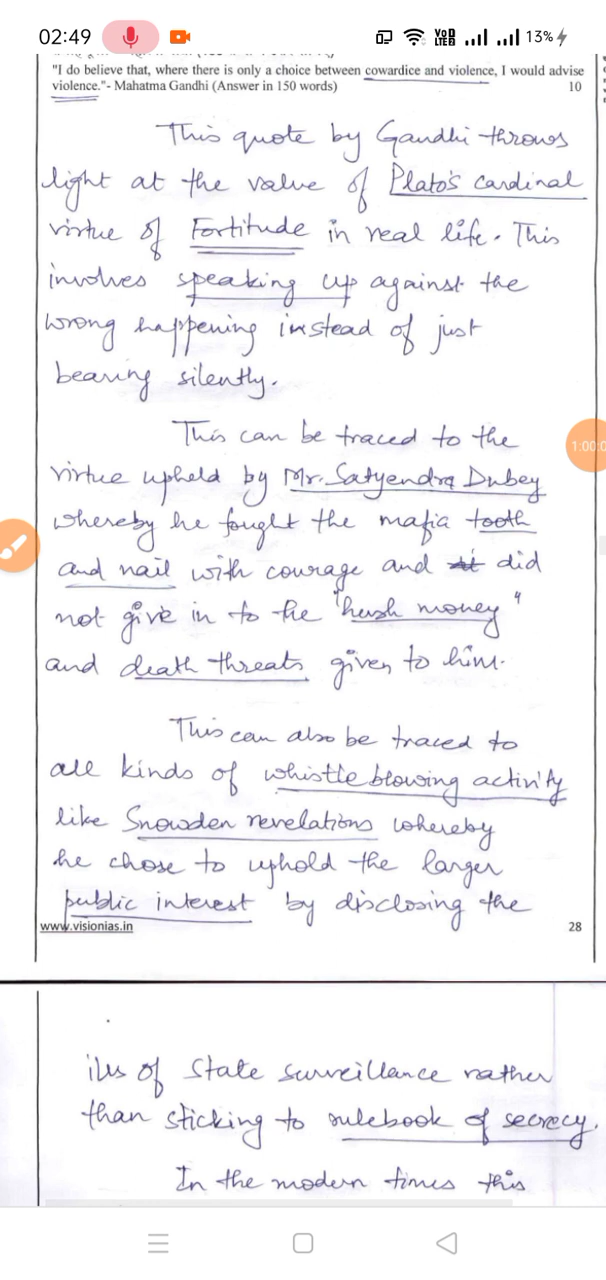 02:49
VoD LTE2
13%
"I do believe that, where there is only a choice between cowardice and violence, I would advise
violence."- Mahatma Gandhi (Answer in 150 words) 10
This quote by Gandhi throws
light at the value of Plato's cardinal
virtue of Fortitude in real life. This
involves speaking up against the
wrong happening instead of just
bearing silently.
This can be traced to the
virtue upheld by Mr. Satyendra Dubey
whereby he fought the mafia tooth
and nail with courage and did
not give in to the "hush money"
and death threats given to him.
This can also be traced to
all kinds of whistle blowing activity
like Snowden revelations whereby
he chose to uphold the larger
public interest by disclosing the
www.visionias.in 28
ills of State surveillance rather
than sticking to rulebook of secrecy.
In the modern times this
1:00:0